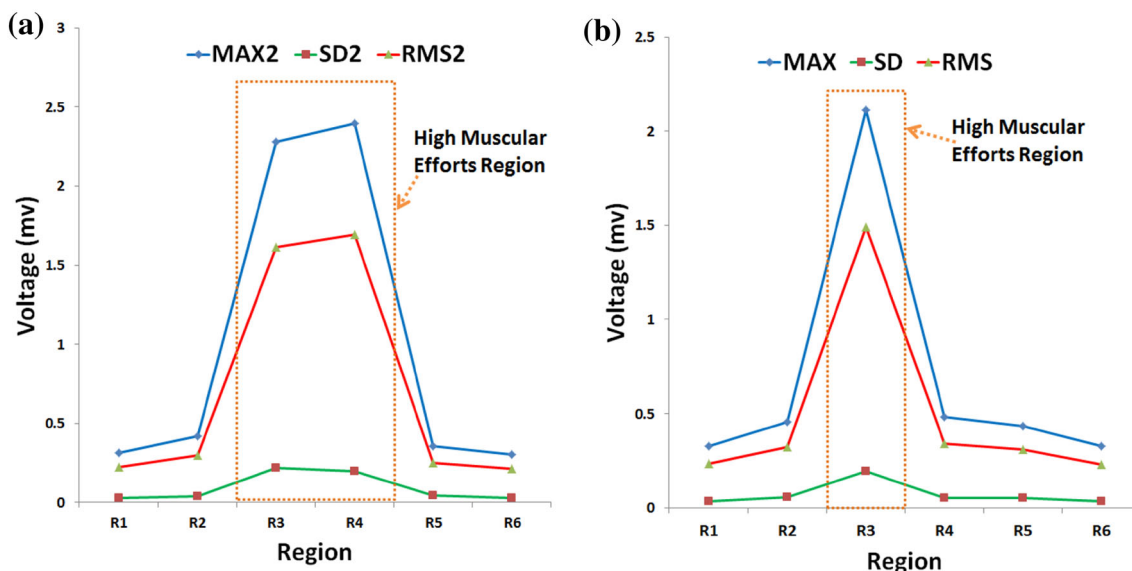 (a)
MAX2 SD2 RMS2
3
2.5
2
1.5
1
0.5
0
Voltage (mv)
High Muscular
Efforts Region
R1 R2 R3 R4 R5 R6
Region
(b)
MAX SD RMS
2.5
2
1.5
1
0.5
0
Voltage (mv)
High Muscular
Efforts Region
R1 R2 R3 R4 R5 R6
Region